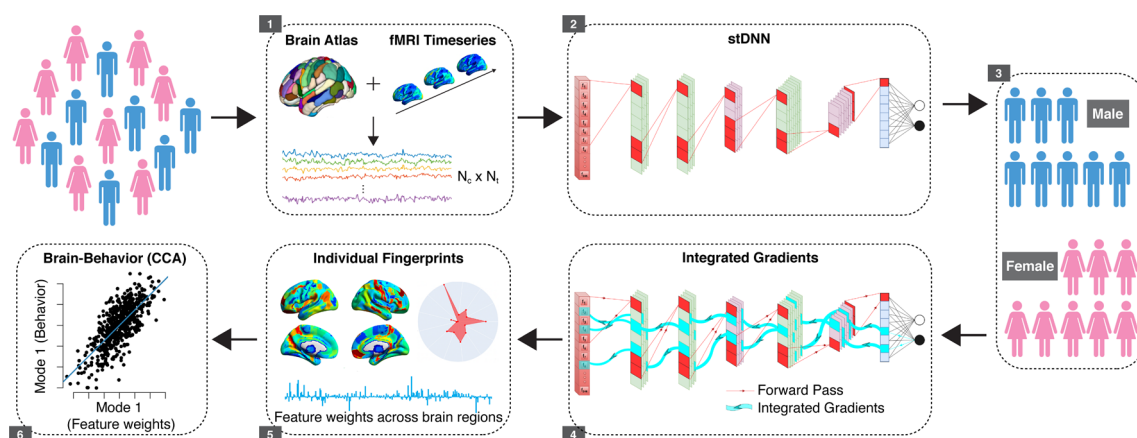 1
Brain Atlas
fMRI Timeseries
N_c x N_t
2
stDNN
3
Male
Female
4
Integrated Gradients
Forward Pass
Integrated Gradients
5
Individual Fingerprints
Feature weights across brain regions
6
Brain-Behavior (CCA)
Mode 1 (Behavior)
Mode 1
(Feature weights)